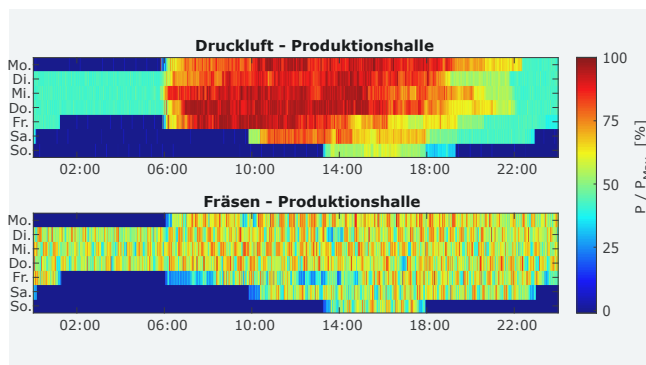 Druckluft - Produktionshalle
Mo.
Di.
Mi.
Do.
Fr.
Sa.
So.
02:00 06:00 10:00 14:00 18:00 22:00
Fräsen - Produktionshalle
Mo.
Di.
Mi.
Do.
Fr.
Sa.
So.
02:00 06:00 10:00 14:00 18:00 22:00
100
75
50
25
0
P / PMax. [%]